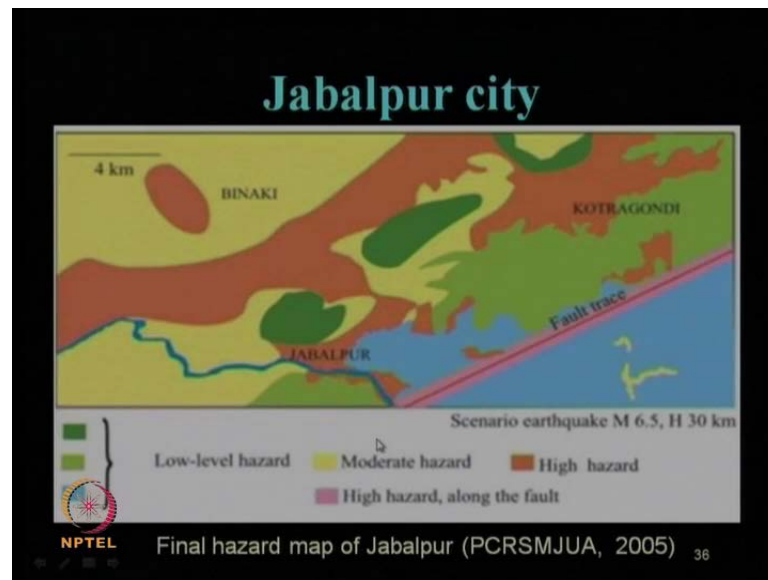 Jabalpur city
4 km
BINAKI
KOTRAGONDI
Fault trace
JABALPUR
Scenario earthquake M 6.5, H 30 km
Low-level hazard Moderate hazard High hazard
High hazard, along the fault
NPTEL
Final hazard map of Jabalpur (PCRSMJUA, 2005) 36